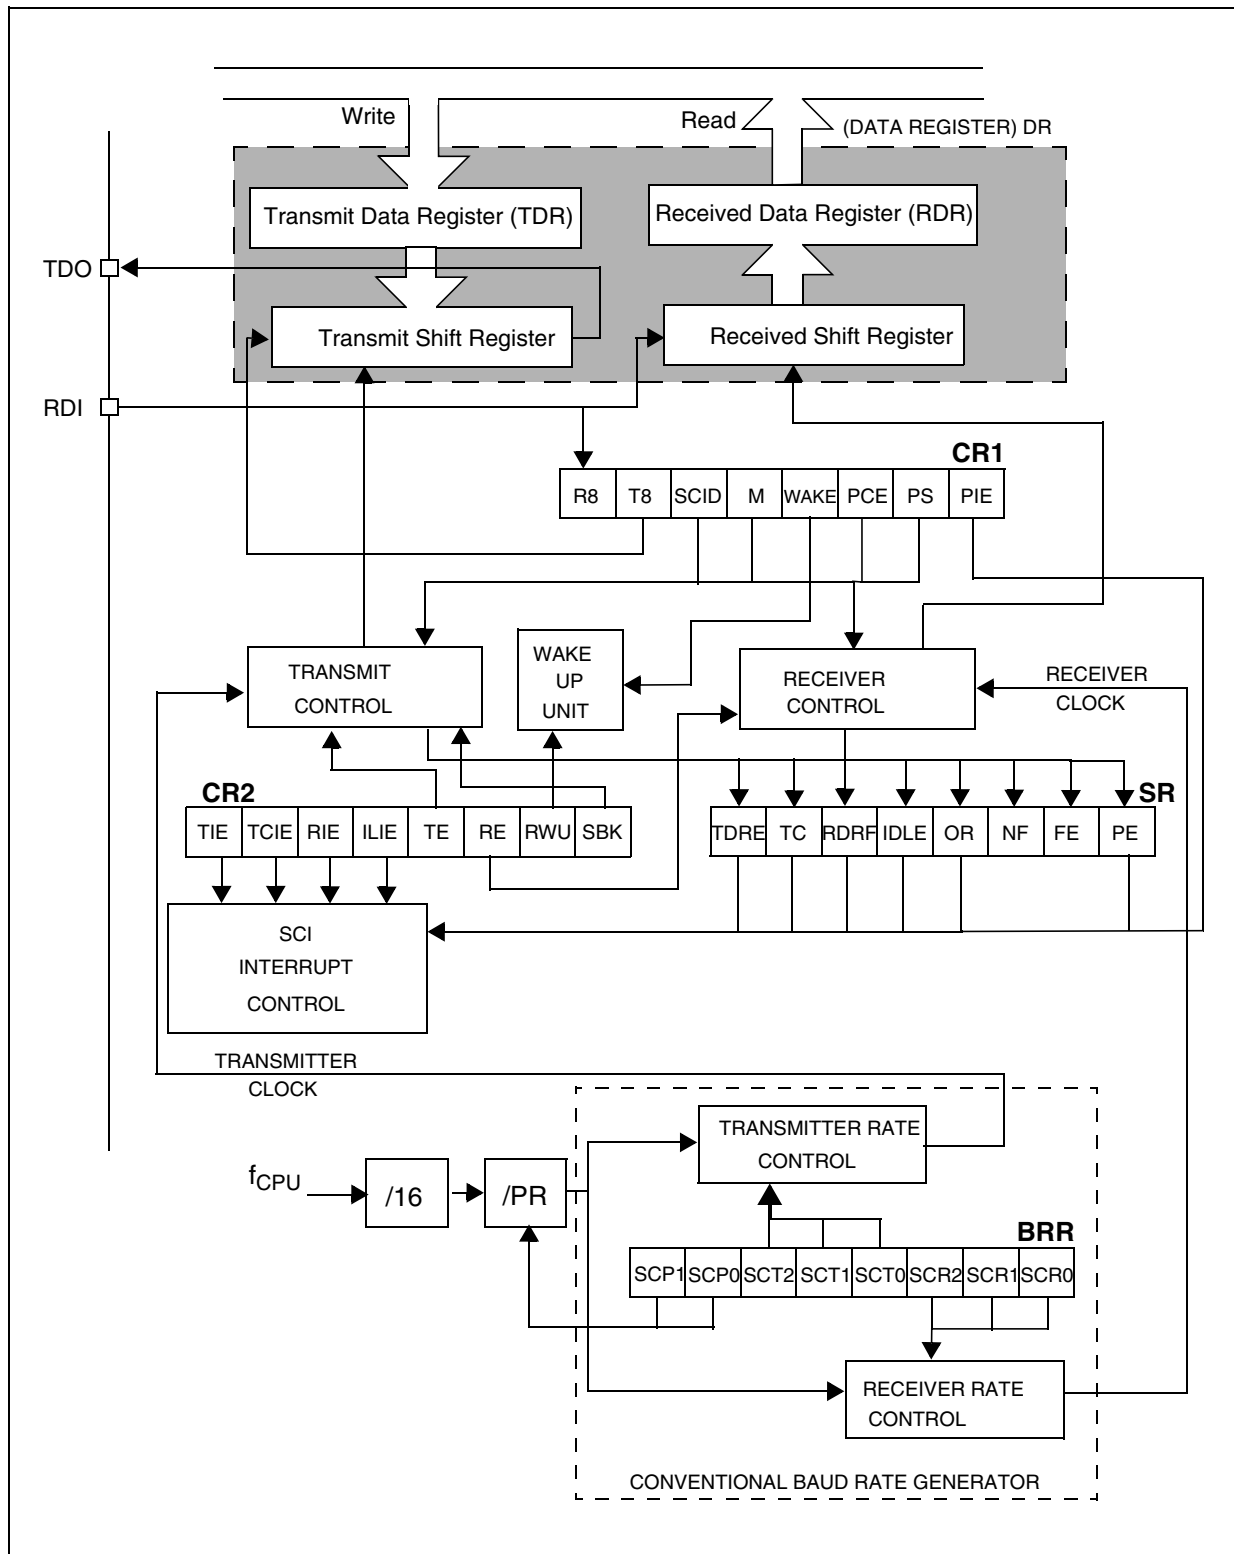 Write
Read
(DATA REGISTER) DR
Transmit Data Register (TDR)
Received Data Register (RDR)
TDO
Transmit Shift Register
Received Shift Register
RDI
CR1
R8 T8 SCID M WAKE PCE PS PIE
TRANSMIT
CONTROL
WAKE
UP
UNIT
RECEIVER
CONTROL
RECEIVER
CLOCK
CR2
TIE TCIE RIE ILIE TE RE RWU SBK
SR
TDRE TC RDRF IDLE OR NF FE PE
SCI
INTERRUPT
CONTROL
TRANSMITTER
CLOCK
TRANSMITTER RATE
CONTROL
fCPU
/16
/PR
BRR
SCP1 SCP0 SCT2 SCT1 SCT0 SCR2 SCR1 SCR0
RECEIVER RATE
CONTROL
CONVENTIONAL BAUD RATE GENERATOR